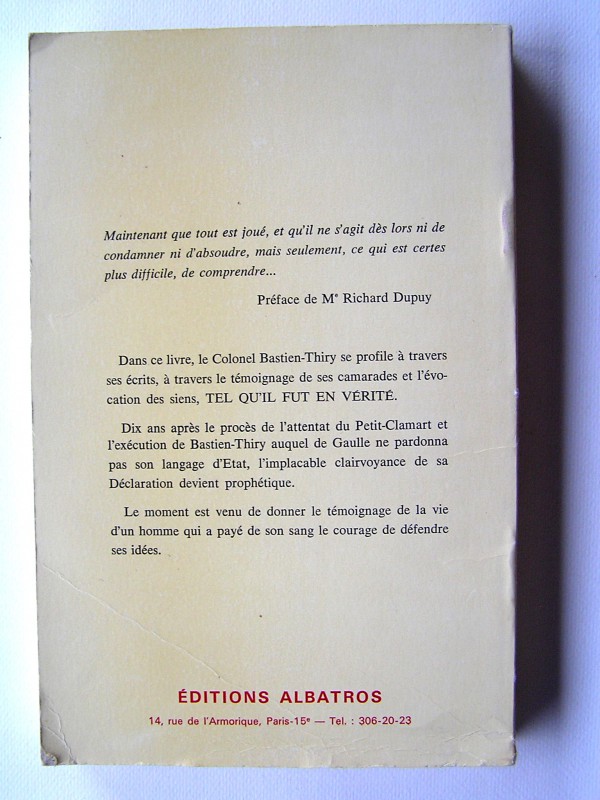 Maintenant que tout est joué, et qu'il ne s'agit dès lors ni de
condamner ni d'absoudre, mais seulement, ce qui est certes
plus difficile, de comprendre...
Préface de Me Richard Dupuy
Dans ce livre, le Colonel Bastien-Thiry se profile à travers
ses écrits, à travers le témoignage de ses camarades et l'évo-
cation des siens, TEL QU'IL FUT EN VÉRITÉ.
Dix ans après le procès de l'attentat du Petit-Clamart et
l'exécution de Bastien-Thiry auquel de Gaulle ne pardonna
pas son langage d'Etat, l'implacable clairvoyance de sa
Déclaration devient prophétique.
Le moment est venu de donner le témoignage de la vie
d'un homme qui a payé de son sang le courage de défendre
ses idées.
ÉDITIONS ALBATROS
14, rue de l'Armorique, Paris-15e — Tel. : 306-20-23